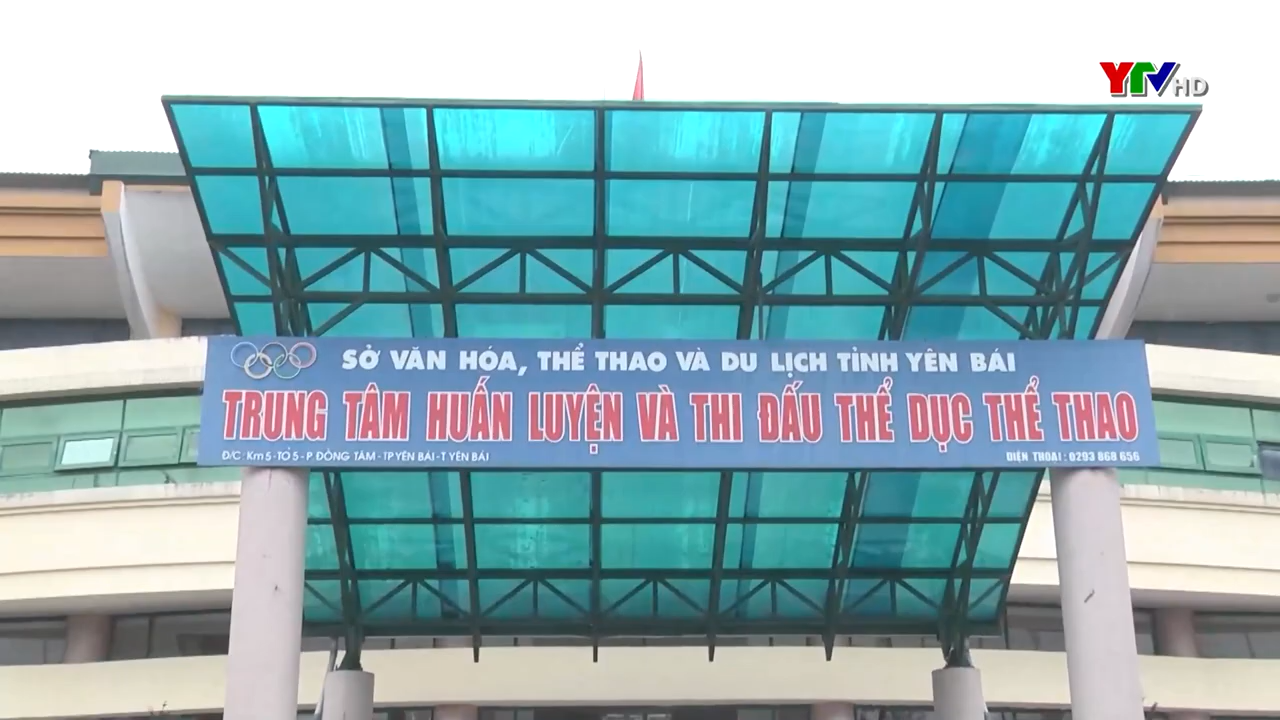 YTV HD
SỞ VĂN HÓA, THỂ THAO VÀ DU LỊCH TỈNH YÊN BÁI
TRUNG TÂM HUẤN LUYỆN VÀ THI ĐẤU THỂ DỤC THỂ THAO
Đ/C: Km 5 - TỔ 5 - P ĐỒNG TÂM - TP YÊN BÁI - T YÊN BÁI
ĐIỆN THOẠI : 0293 868 656